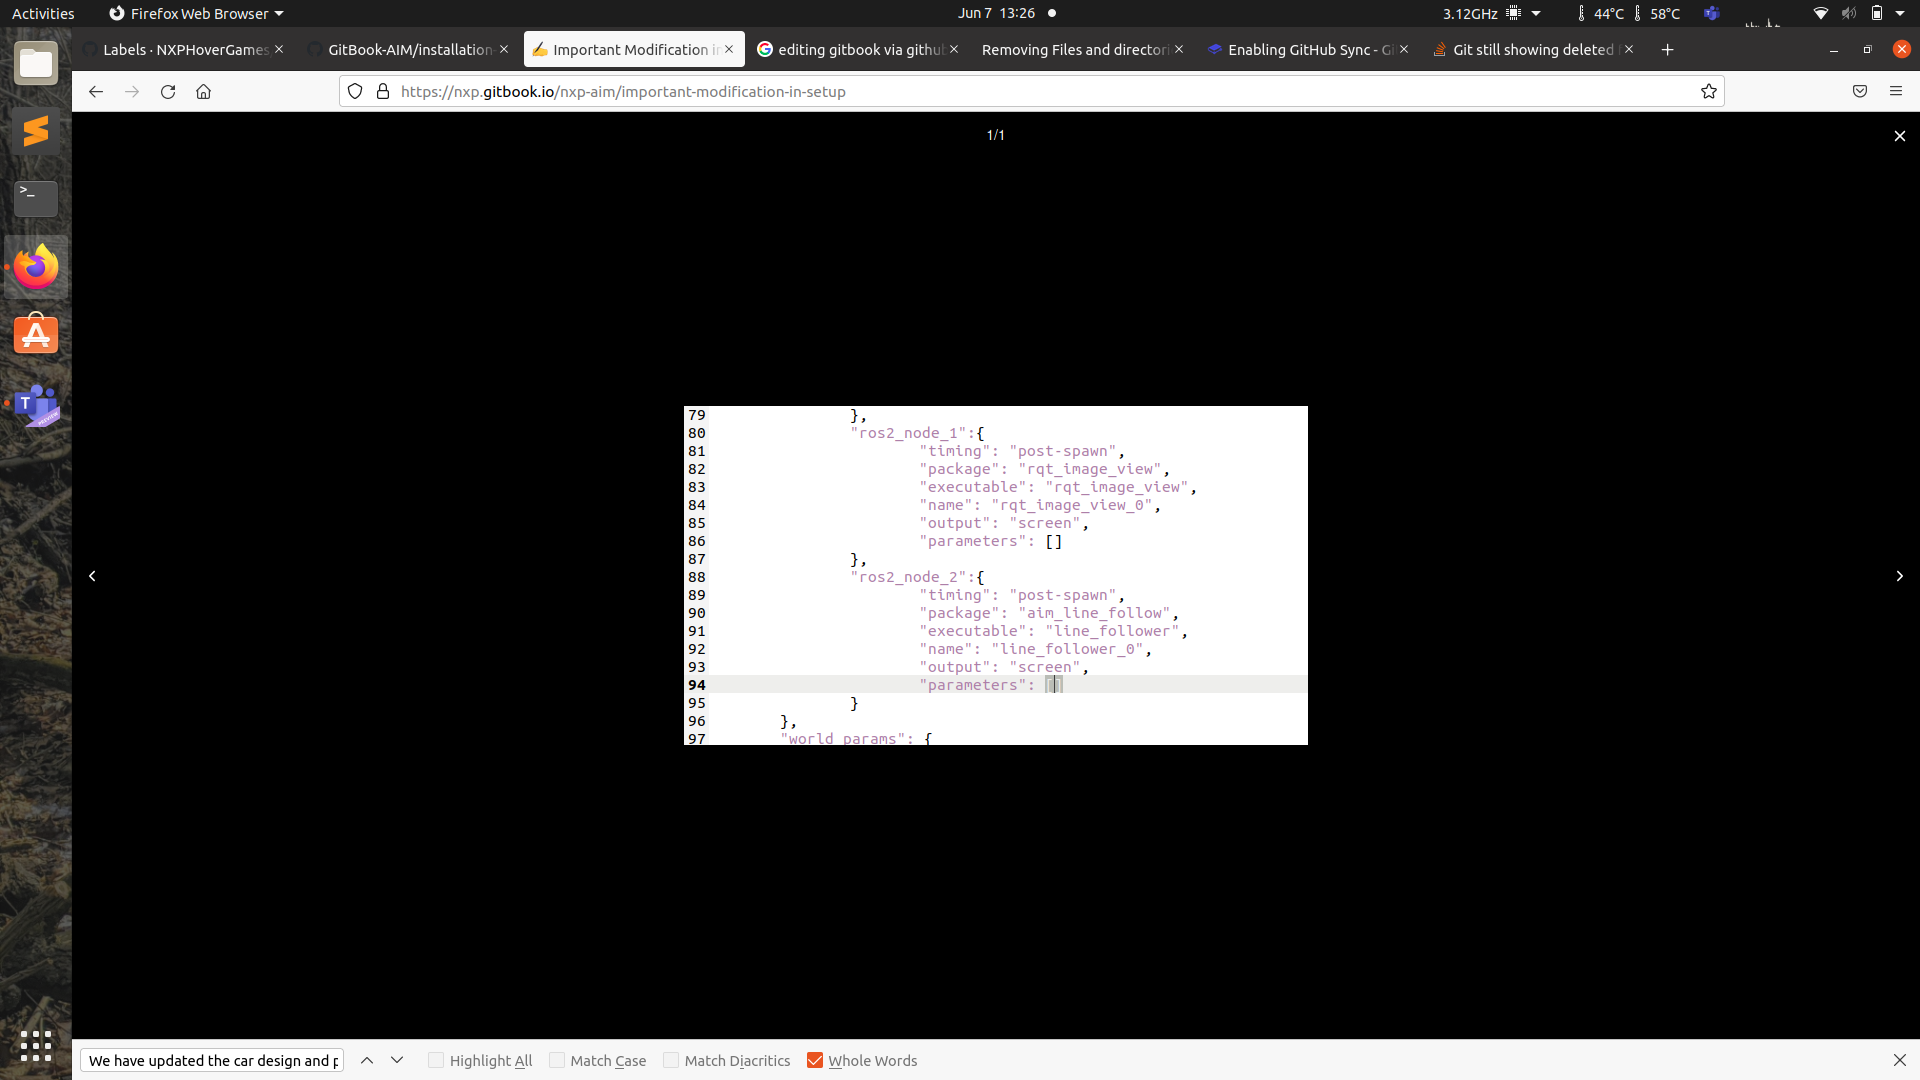 Activities Firefox Web Browser Jun 7 13:26 3.12GHz 44°C 58°C
Labels · NXPHoverGames GitBook-AIM/installation Important Modification in editing gitbook via githu Removing Files and directori Enabling GitHub Sync - Gi Git still showing deleted
https://nxp.gitbook.io/nxp-aim/important-modification-in-setup
1/1
79 },
80 "ros2_node_1":{
81 "timing": "post-spawn",
82 "package": "rqt_image_view",
83 "executable": "rqt_image_view",
84 "name": "rqt_image_view_0",
85 "output": "screen",
86 "parameters": []
87 },
88 "ros2_node_2":{
89 "timing": "post-spawn",
90 "package": "aim_line_follow",
91 "executable": "line_follower",
92 "name": "line_follower_0",
93 "output": "screen",
94 "parameters": []
95 }
96 },
97 "world_params": {
We have updated the car design and p Highlight All Match Case Match Diacritics Whole Words